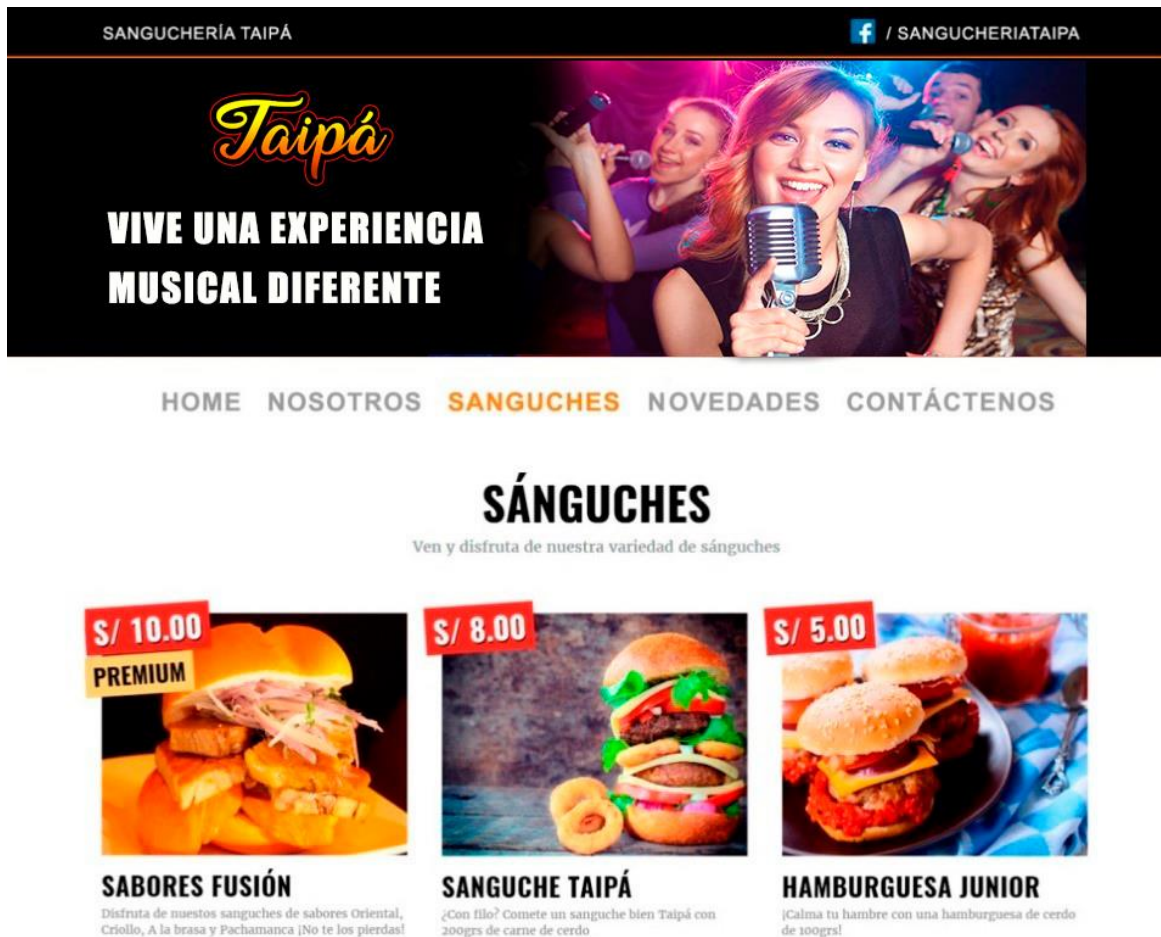 SANGUCHERÍA TAIPÁ
/ SANGUCHERIATAIPA
Taipá
VIVE UNA EXPERIENCIA
MUSICAL DIFERENTE
HOME NOSOTROS SANGUCHES NOVEDADES CONTÁCTENOS
SÁNGUCHES
Ven y disfruta de nuestra variedad de sánguches
S/ 10.00
PREMIUM
SABORES FUSIÓN
Disfruta de nuestos sanguches de sabores Oriental,
Criollo, A la brasa y Pachamanca ¡No te los pierdas!
S/ 8.00
SANGUCHE TAIPÁ
¿Con filo? Comete un sanguche bien Taipá con
200grs de carne de cerdo
S/ 5.00
HAMBURGUESA JUNIOR
¡Calma tu hambre con una hamburguesa de cerdo
de 100grs!